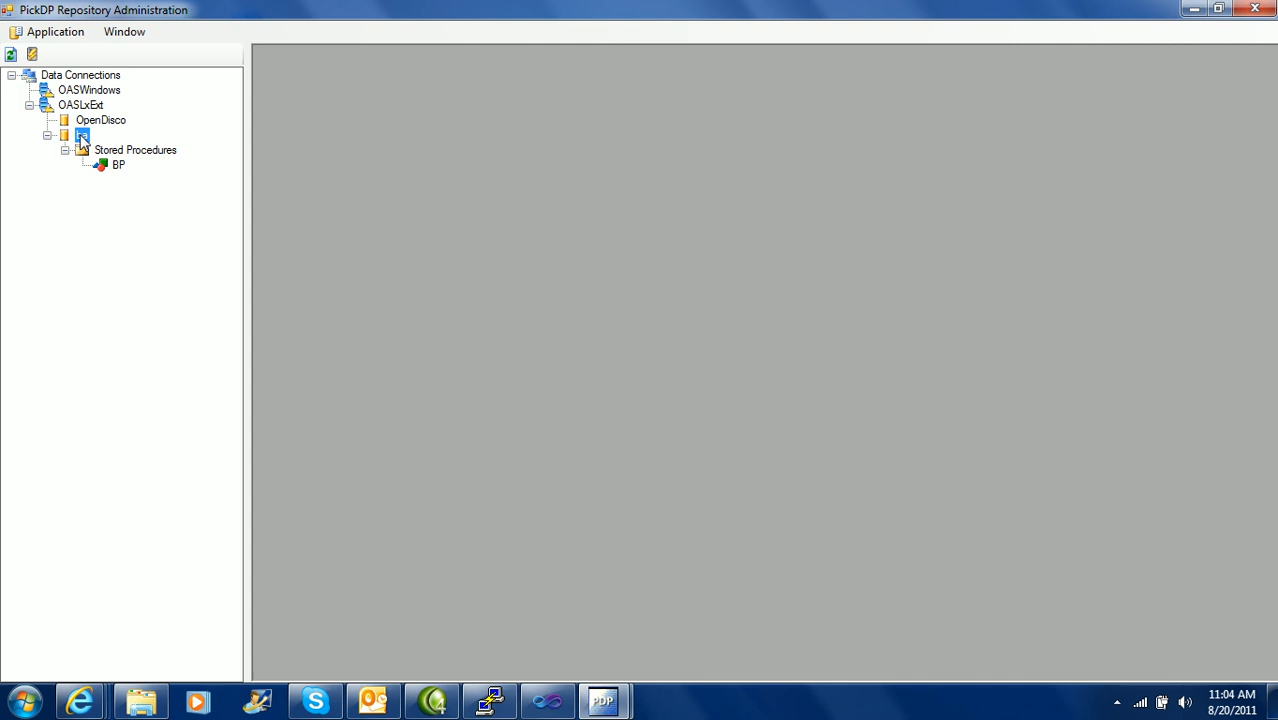 PickDP Repository Administration
Application Window
Data Connections
OASWindows
OASLxExt
OpenDisco
Stored Procedures
BP
4
PDP
11:04 AM
8/20/2011